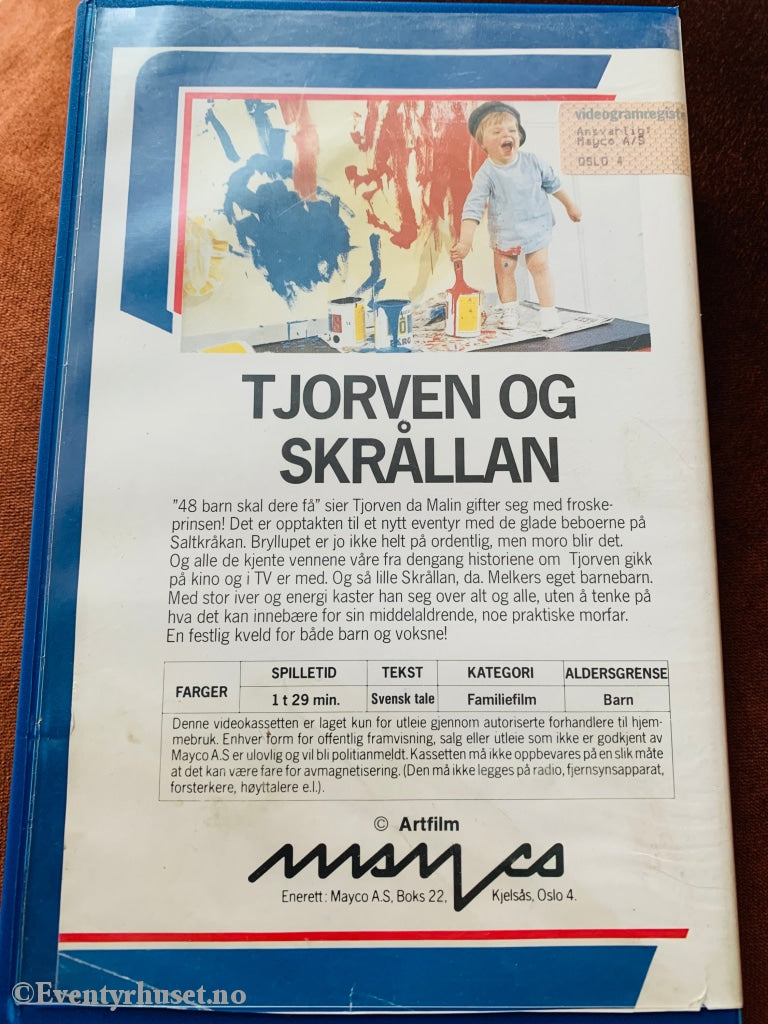 videogramregiste
Ansvarlig:
Mayco A/S
OSLO 4
TJORVEN OG
SKRÅLLAN
"48 barn skal dere få" sier Tjorven da Malin gifter seg med froske-
prinsen! Det er opptakten til et nytt eventyr med de glade beboerne på
Saltkråkan. Bryllupet er jo ikke helt på ordentlig, men moro blir det.
Og alle de kjente vennene våre fra dengang historiene om Tjorven gikk
på kino og i TV er med. Og så lille Skrållan, da. Melkers eget barnebarn.
Med stor iver og energi kaster han seg over alt og alle, uten å tenke på
hva det kan innebære for sin middelaldrende, noe praktiske morfar.
En festlig kveld for både barn og voksne!
FARGER SPILLETID TEKST KATEGORI ALDERSGRENSE
1 t 29 min. Svensk tale Familiefilm Barn
Denne videokassetten er laget kun for utleie gjennom autoriserte forhandlere til hjem-
mebruk. Enhver form for offentlig framvisning, salg eller utleie som ikke er godkjent av
Mayco A.S er ulovlig og vil bli politianmeldt. Kassetten må ikke oppbevares på en slik måte
at det kan være fare for avmagnetisering. (Den må ikke legges på radio, fjernsynsapparat,
forsterkere, høyttalere e.l.).
© Artfilm
mayco
Enerett: Mayco A.S, Boks 22, Kjelsås, Oslo 4.
©Eventyrhuset.no